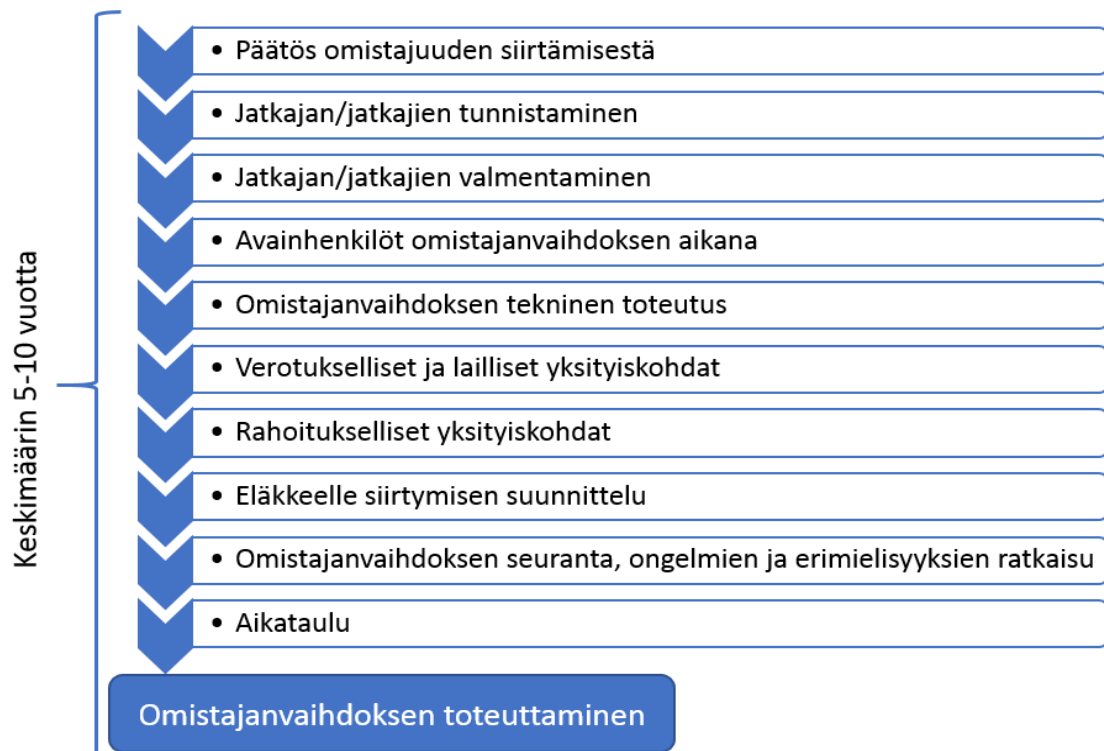 Keskimäärin 5-10 vuotta
• Päätös omistajuuden siirtämisestä
• Jatkajan/jatkajien tunnistaminen
• Jatkajan/jatkajien valmentaminen
• Avainhenkilöt omistajanvaihdoksen aikana
• Omistajanvaihdoksen tekninen toteutus
• Verotukselliset ja lailliset yksityiskohdat
• Rahoitukselliset yksityiskohdat
• Eläkkeelle siirtymisen suunnittelu
• Omistajanvaihdoksen seuranta, ongelmien ja erimielisyyksien ratkaisu
• Aikataulu
Omistajanvaihdoksen toteuttaminen